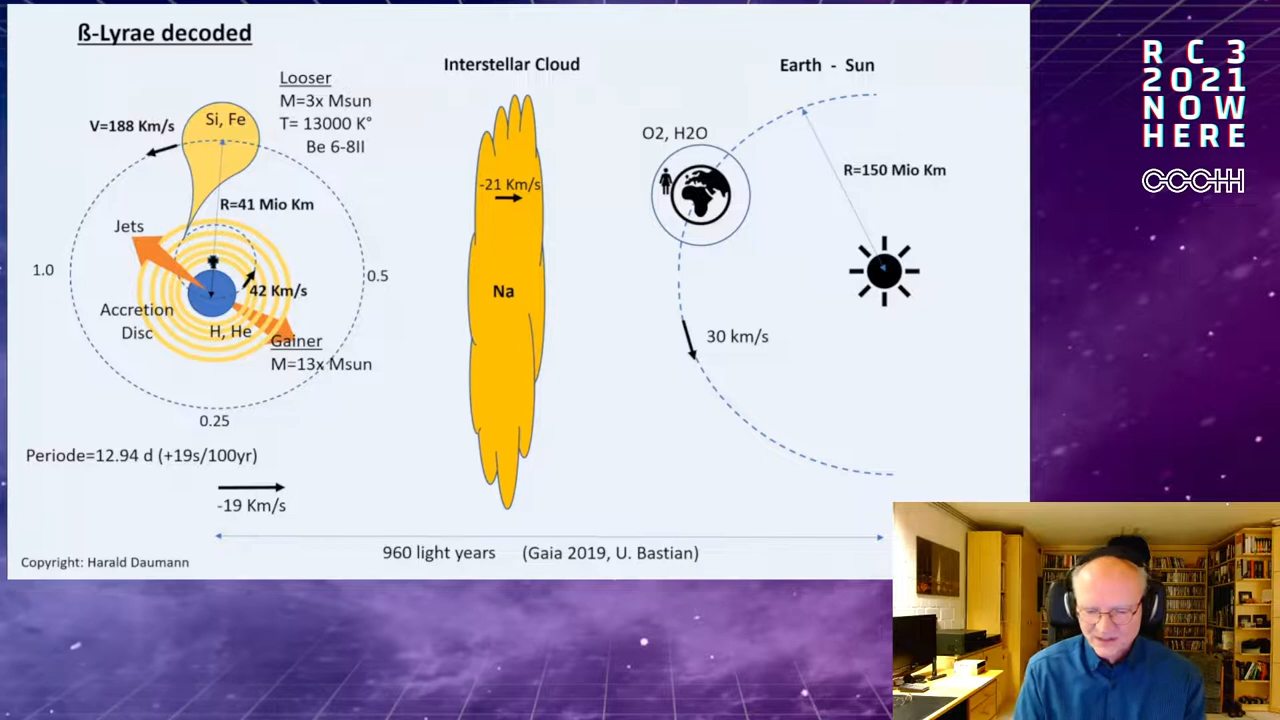 ß-Lyrae decoded
Looser
M=3x Msun
T= 13000 K°
Be 6-8II
V=188 Km/s
Si, Fe
R=41 Mio Km
Jets
1.0
0.5
42 Km/s
Accretion
Disc
H, He
Gainer
M=13x Msun
0.25
Periode=12.94 d (+19s/100yr)
-19 Km/s
Interstellar Cloud
-21 Km/s
Na
Earth - Sun
O2, H2O
R=150 Mio Km
30 km/s
960 light years (Gaia 2019, U. Bastian)
Copyright: Harald Daumann
R C 3
2021
NOW
HERE
CCCHH